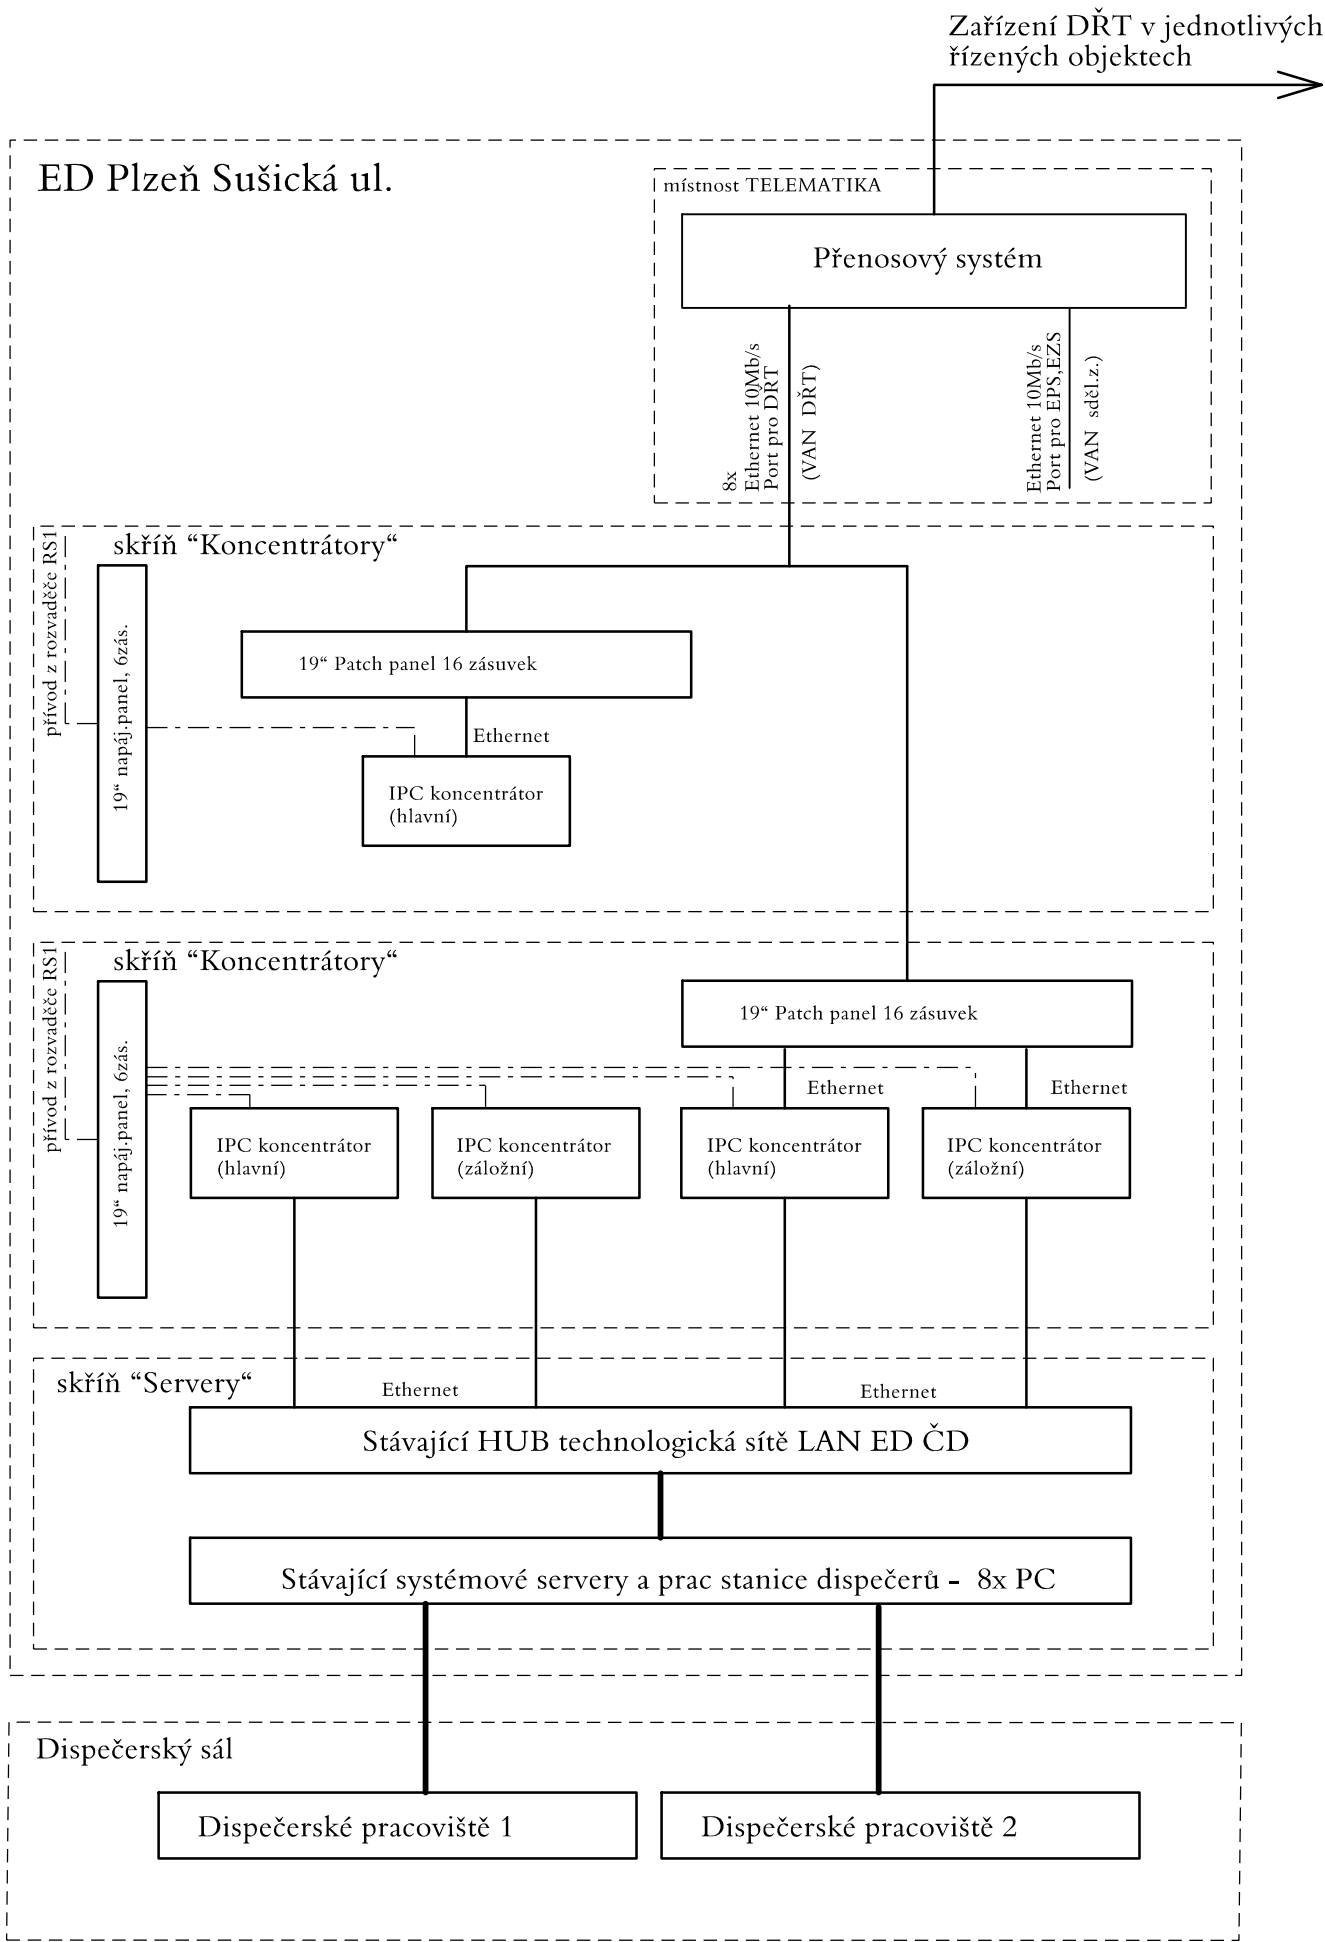 Zařízení DŘT v jednotlivých
řízených objektech
ED Plzeň Sušická ul.
místnost TELEMATIKA
Přenosový systém
8x
Ethernet 10Mb/s
Port pro DŘT
(VAN DŘT)
Ethernet 10Mb/s
Port pro EPS,EZS
(VAN sděl.z.)
skříň “Koncentrátory“
přívod z rozvaděče RS1
19“ napáj.panel, 6zás.
19“ Patch panel 16 zásuvek
Ethernet
IPC koncentrátor
(hlavní)
skříň “Koncentrátory“
přívod z rozvaděče RS1
19“ napáj.panel, 6zás.
19“ Patch panel 16 zásuvek
Ethernet
Ethernet
IPC koncentrátor
(hlavní)
IPC koncentrátor
(záložní)
IPC koncentrátor
(hlavní)
IPC koncentrátor
(záložní)
skříň “Servery“
Ethernet
Ethernet
Stávající HUB technologická sítě LAN ED ČD
Stávající systémové servery a prac stanice dispečerů - 8x PC
Dispečerský sál
Dispečerské pracoviště 1
Dispečerské pracoviště 2